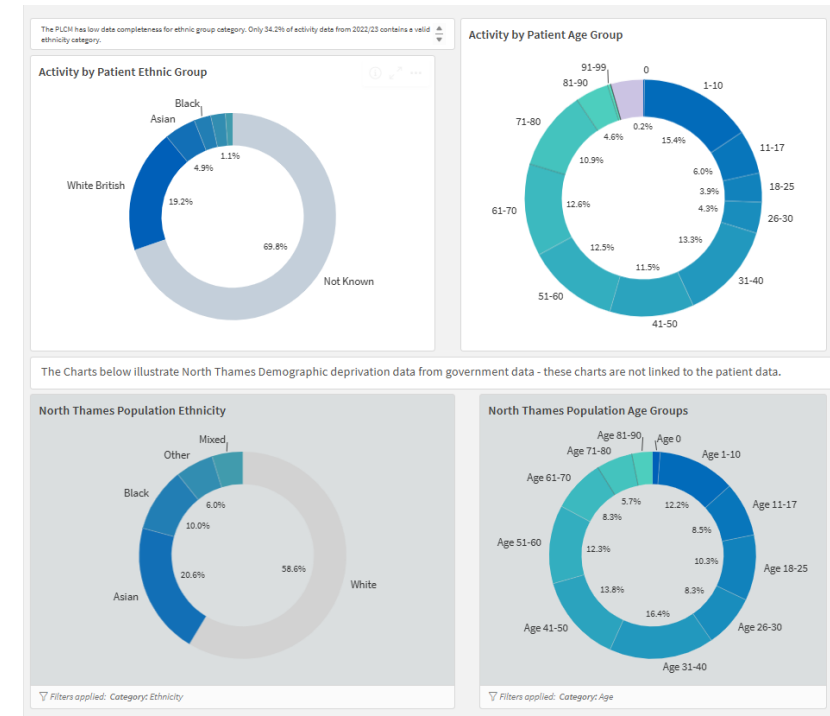 The PLCM has low data completeness for ethnic group category. Only 34.2% of activity data from 2022/23 contains a valid
ethnicity category.
Activity by Patient Ethnic Group
Black
Asian
1.1%
4.9%
White British
19.2%
69.8%
Not Known
Activity by Patient Age Group
91-99
0
81-90
1-10
4.6%
0.2%
15.4%
71-80
10.9%
11-17
6.0%
18-25
3.9%
61-70
12.6%
4.3%
26-30
13.3%
12.5%
11.5%
31-40
51-60
41-50
The Charts below illustrate North Thames Demographic deprivation data from government data - these charts are not linked to the patient data.
North Thames Population Ethnicity
Mixed
Other
Black
6.0%
10.0%
20.6%
58.6%
White
Asian
Filters applied: Category: Ethnicity
North Thames Population Age Groups
Age 81-90
Age 0
Age 71-80
Age 1-10
Age 61-70
5.7%
12.2%
8.3%
Age 11-17
8.5%
Age 51-60
12.3%
10.3%
Age 18-25
13.8%
8.3%
16.4%
Age 41-50
Age 26-30
Age 31-40
Filters applied: Category: Age